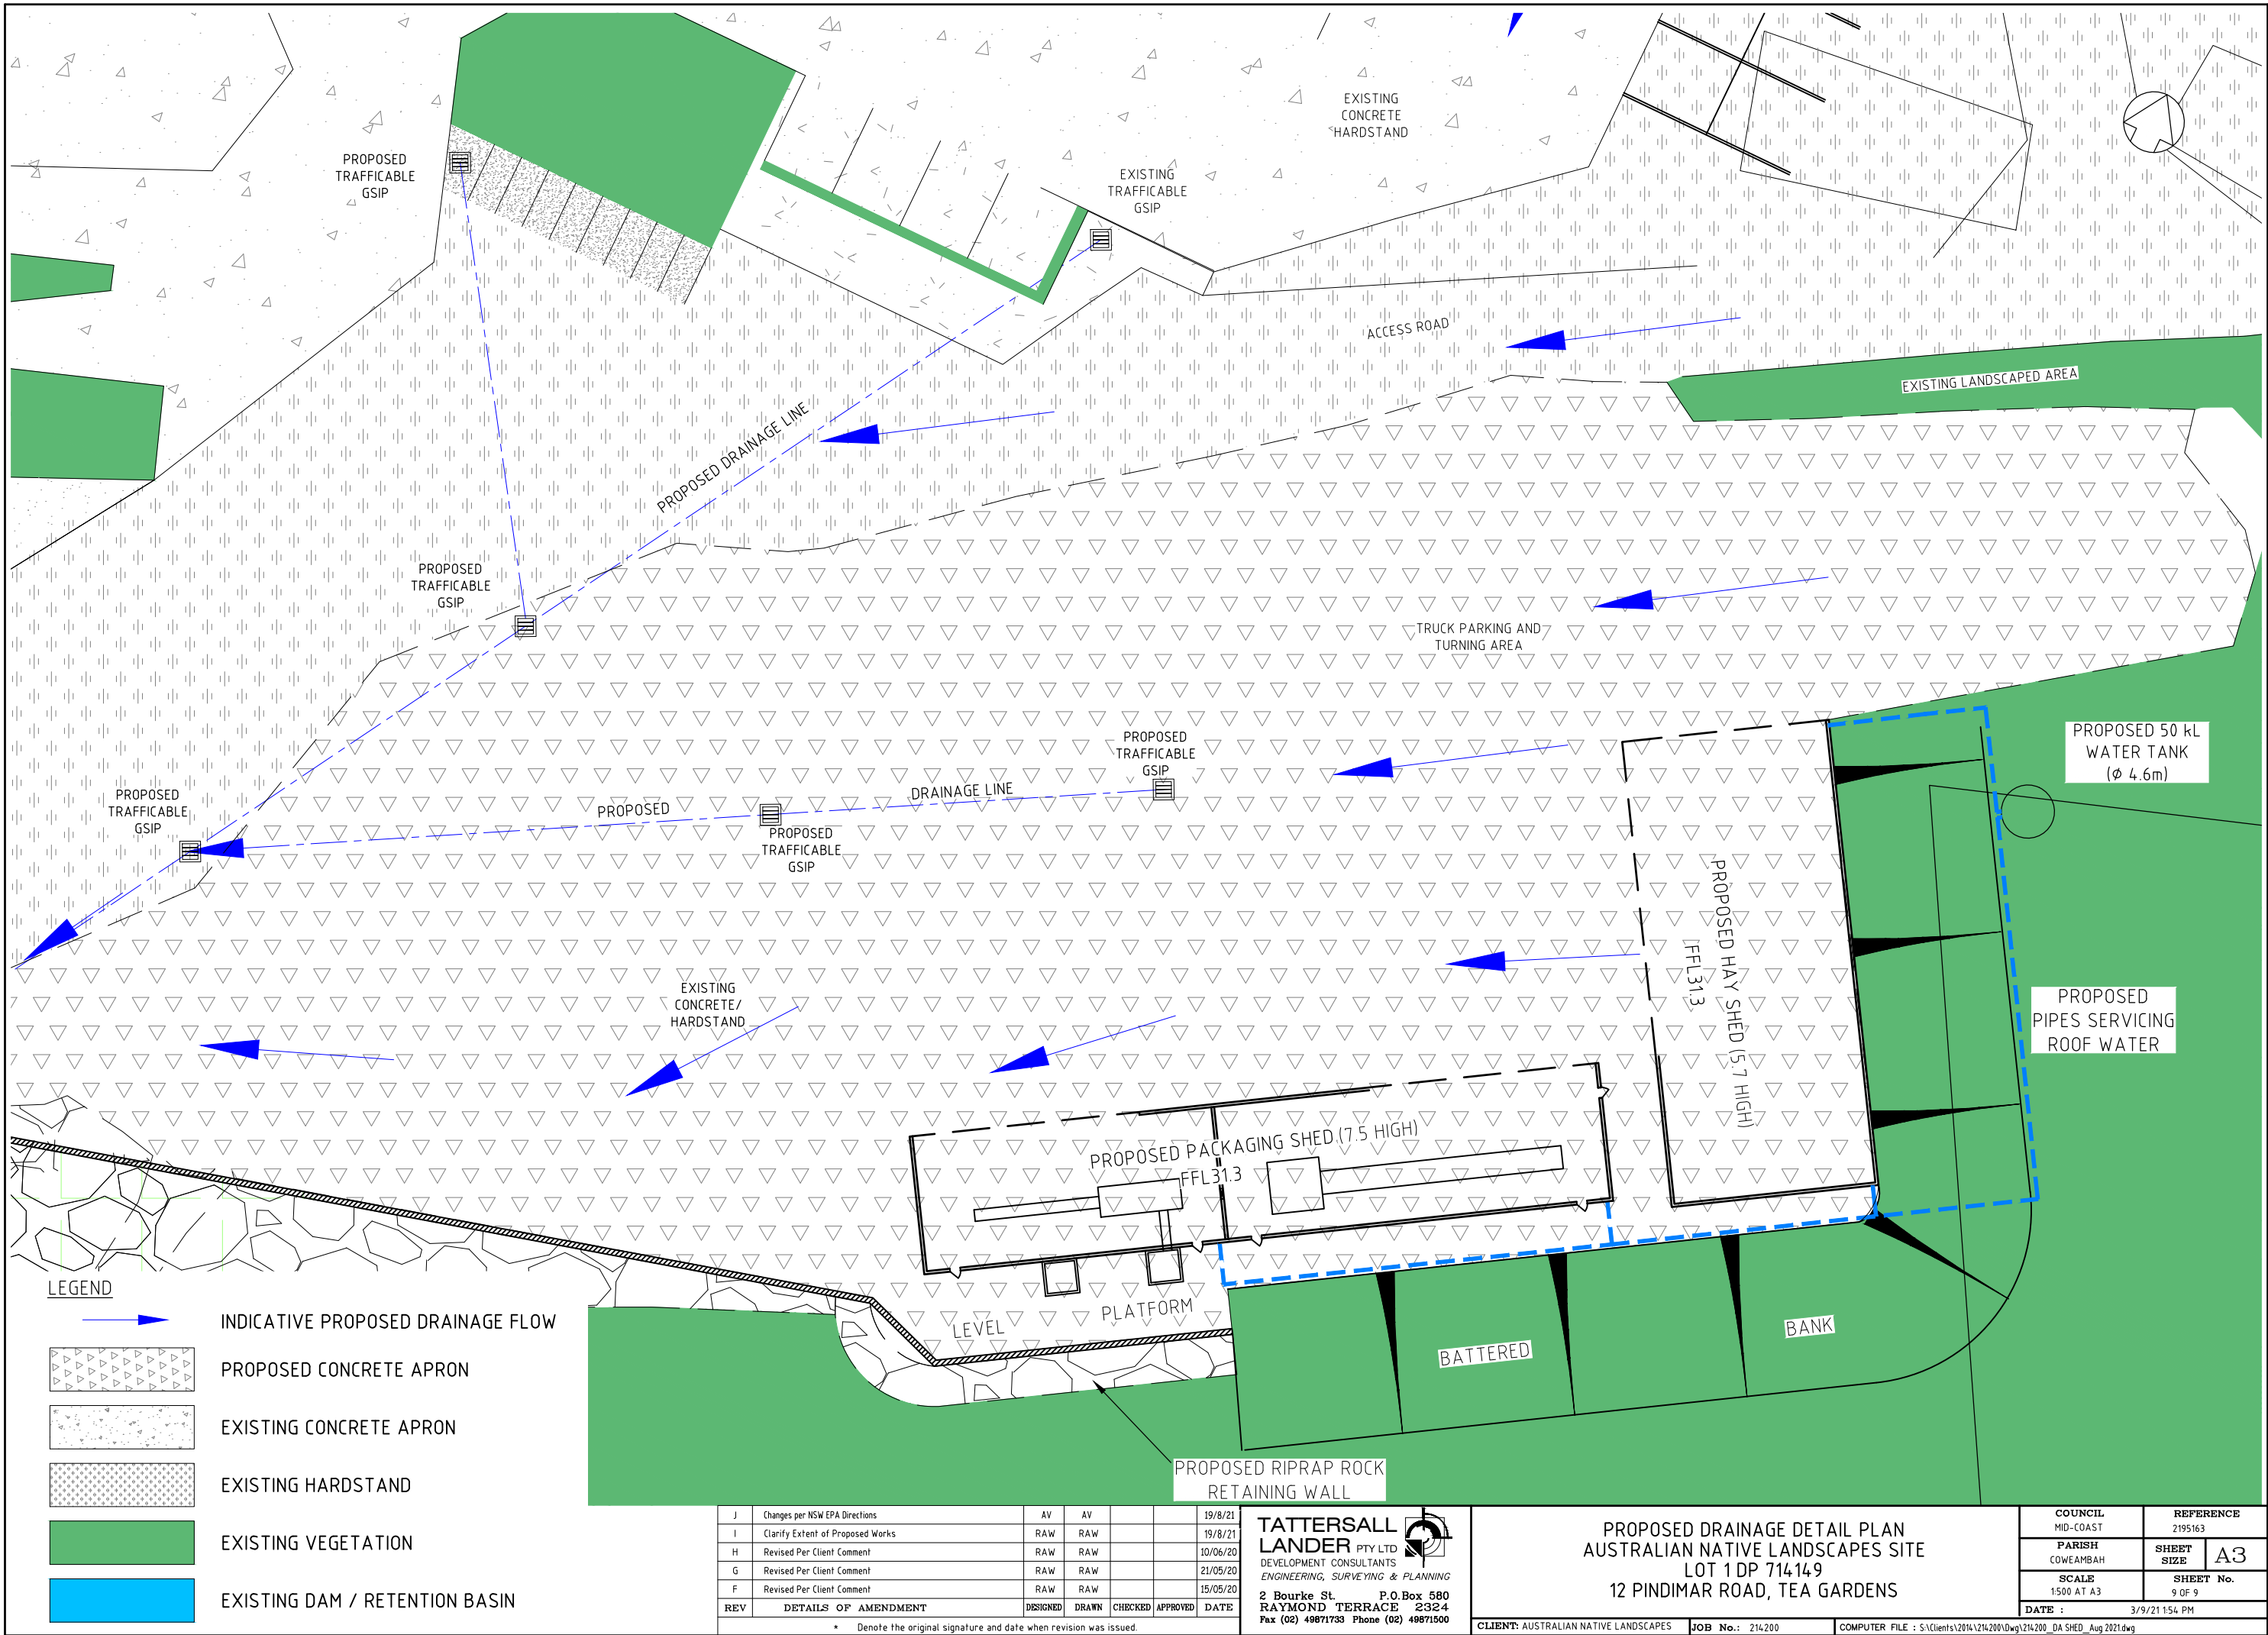 EXISTING
CONCRETE
HARDSTAND
PROPOSED
TRAFFICABLE
GSIP
EXISTING
TRAFFICABLE
GSIP
ACCESS ROAD
EXISTING LANDSCAPED AREA
PROPOSED DRAINAGE LINE
PROPOSED
TRAFFICABLE
GSIP
TRUCK PARKING AND
TURNING AREA
PROPOSED
TRAFFICABLE
GSIP
PROPOSED 50 kL
WATER TANK
(Ø 4.6m)
PROPOSED
TRAFFICABLE
GSIP
PROPOSED
DRAINAGE LINE
PROPOSED
TRAFFICABLE
GSIP
PROPOSED HAY SHED (5.7 HIGH)
FFL31.3
EXISTING
CONCRETE/
HARDSTAND
PROPOSED
PIPES SERVICING
ROOF WATER
PROPOSED PACKAGING SHED (7.5 HIGH)
FFL31.3
LEVEL
PLATFORM
BATTERED
BANK
PROPOSED RIPRAP ROCK
RETAINING WALL
LEGEND
INDICATIVE PROPOSED DRAINAGE FLOW
PROPOSED CONCRETE APRON
EXISTING CONCRETE APRON
EXISTING HARDSTAND
EXISTING VEGETATION
EXISTING DAM / RETENTION BASIN
J Changes per NSW EPA Directions AV AV 19/8/21
I Clarify Extent of Proposed Works RAW RAW 19/8/21
H Revised Per Client Comment RAW RAW 10/06/20
G Revised Per Client Comment RAW RAW 21/05/20
F Revised Per Client Comment RAW RAW 15/05/20
REV DETAILS OF AMENDMENT DESIGNED DRAWN CHECKED APPROVED DATE
* Denote the original signature and date when revision was issued.
TATTERSALL
LANDER PTY LTD
DEVELOPMENT CONSULTANTS
ENGINEERING, SURVEYING & PLANNING
2 Bourke St. P.O.Box 580
RAYMOND TERRACE 2324
Fax (02) 49871733 Phone (02) 49871500
PROPOSED DRAINAGE DETAIL PLAN
AUSTRALIAN NATIVE LANDSCAPES SITE
LOT 1 DP 714149
12 PINDIMAR ROAD, TEA GARDENS
CLIENT: AUSTRALIAN NATIVE LANDSCAPES
JOB No.: 214200
COMPUTER FILE : S:\Clients\2014\214200\Dwg\214200_DA SHED_Aug 2021.dwg
COUNCIL
MID-COAST
REFERENCE
2195163
PARISH
COWEAMBAH
SHEET
SIZE
A3
SCALE
1:500 AT A3
SHEET No.
9 OF 9
DATE : 3/9/21 1:54 PM